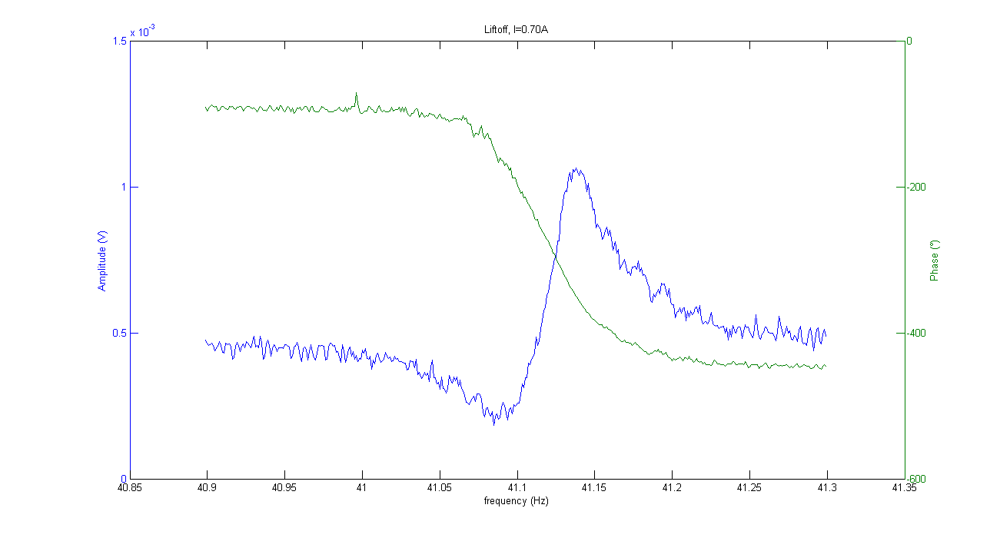 Liftoff, I=0.70A
x 10^-3
1.5
1
0.5
0
Amplitude (V)
0
-200
-400
-600
Phase (°)
40.85 40.9 40.95 41 41.05 41.1 41.15 41.2 41.25 41.3 41.35
frequency (Hz)